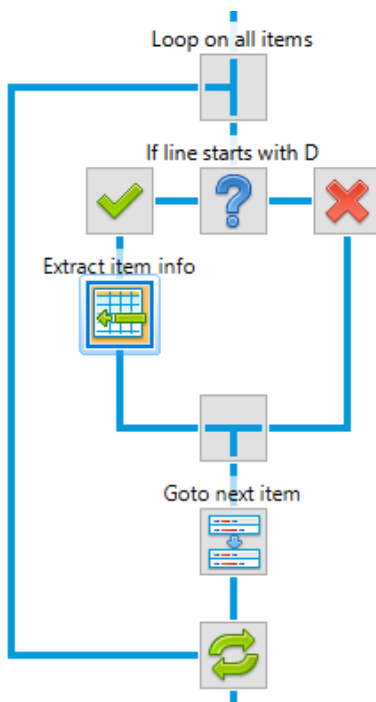 Loop on all items
If line starts with D
Extract item info
Goto next item